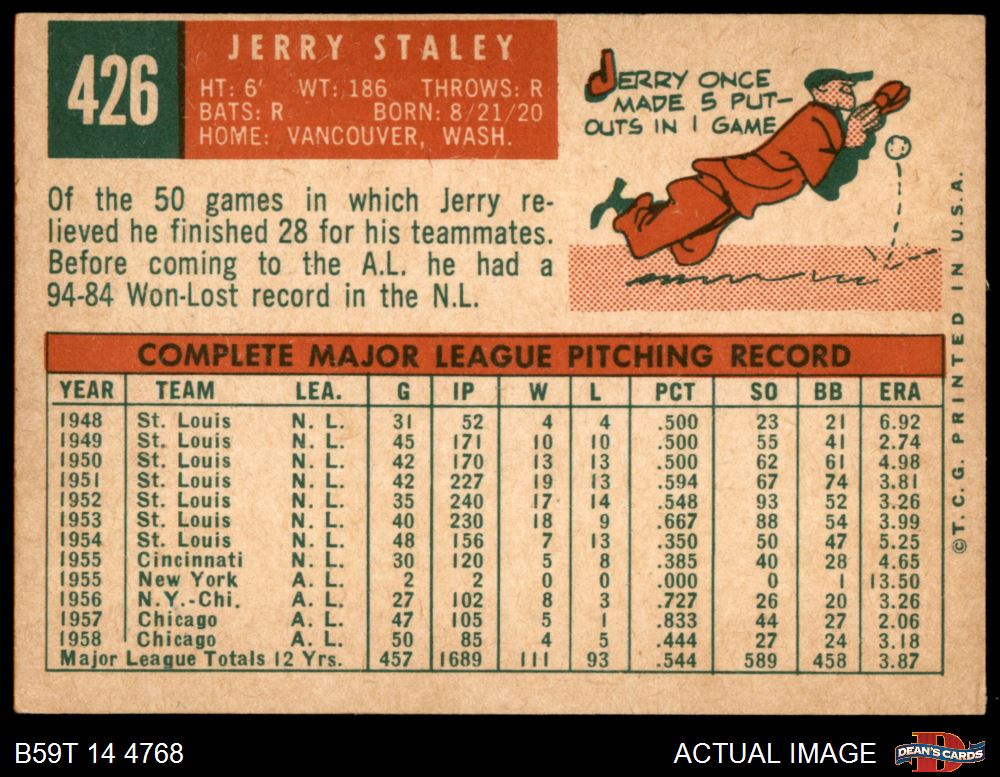 426
JERRY STALEY
HT: 6' WT: 186 THROWS: R
BATS: R BORN: 8/21/20
HOME: VANCOUVER, WASH.
JERRY ONCE
MADE 5 PUT-
OUTS IN 1 GAME
Of the 50 games in which Jerry re-
lieved he finished 28 for his teammates.
Before coming to the A.L. he had a
94-84 Won-Lost record in the N.L.
COMPLETE MAJOR LEAGUE PITCHING RECORD
YEAR TEAM LEA. G IP W L PCT SO BB ERA
1948 St. Louis N. L. 31 52 4 4 .500 23 21 6.92
1949 St. Louis N. L. 45 171 10 10 .500 55 41 2.74
1950 St. Louis N. L. 42 170 13 13 .500 62 61 4.98
1951 St. Louis N. L. 42 227 19 13 .594 67 74 3.81
1952 St. Louis N. L. 35 240 17 14 .548 93 52 3.26
1953 St. Louis N. L. 40 230 18 9 .667 88 54 3.99
1954 St. Louis N. L. 48 156 7 13 .350 50 47 5.25
1955 Cincinnati N. L. 30 120 5 8 .385 40 28 4.65
1955 New York A. L. 2 2 0 0 .000 0 1 13.50
1956 N.Y.-Chi. A. L. 27 102 8 3 .727 26 20 3.26
1957 Chicago A. L. 47 105 5 1 .833 44 27 2.06
1958 Chicago A. L. 50 85 4 5 .444 27 24 3.18
Major League Totals 12 Yrs. 457 1689 111 93 .544 589 458 3.87
©T. C. G. PRINTED IN U.S.A.
B59T 14 4768
ACTUAL IMAGE
D
DEAN'S CARDS